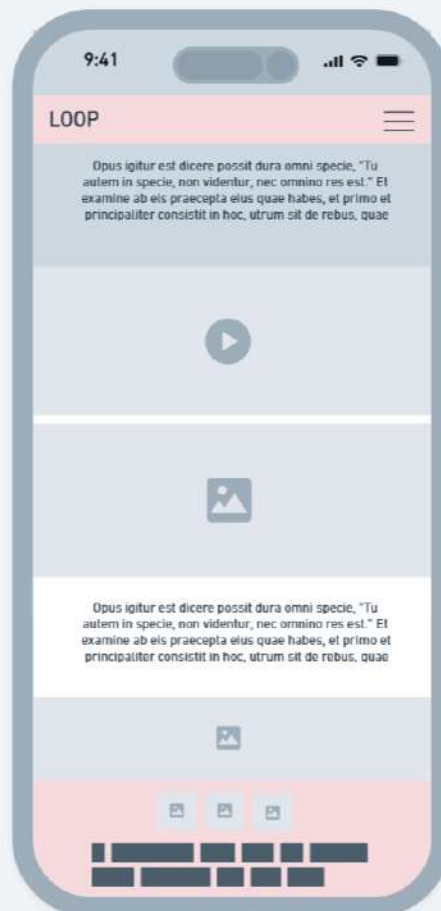 9:41
LOOP
Opus igitur est dicere possit dura omni specie, "Tu
autem in specie, non videntur, nec omnino res est." Et
examine ab eis praecepta eius quae habes, et primo et
principaliter consistit in hoc, utrum sit de rebus, quae
Opus igitur est dicere possit dura omni specie, "Tu
autem in specie, non videntur, nec omnino res est." Et
examine ab eis praecepta eius quae habes, et primo et
principaliter consistit in hoc, utrum sit de rebus, quae